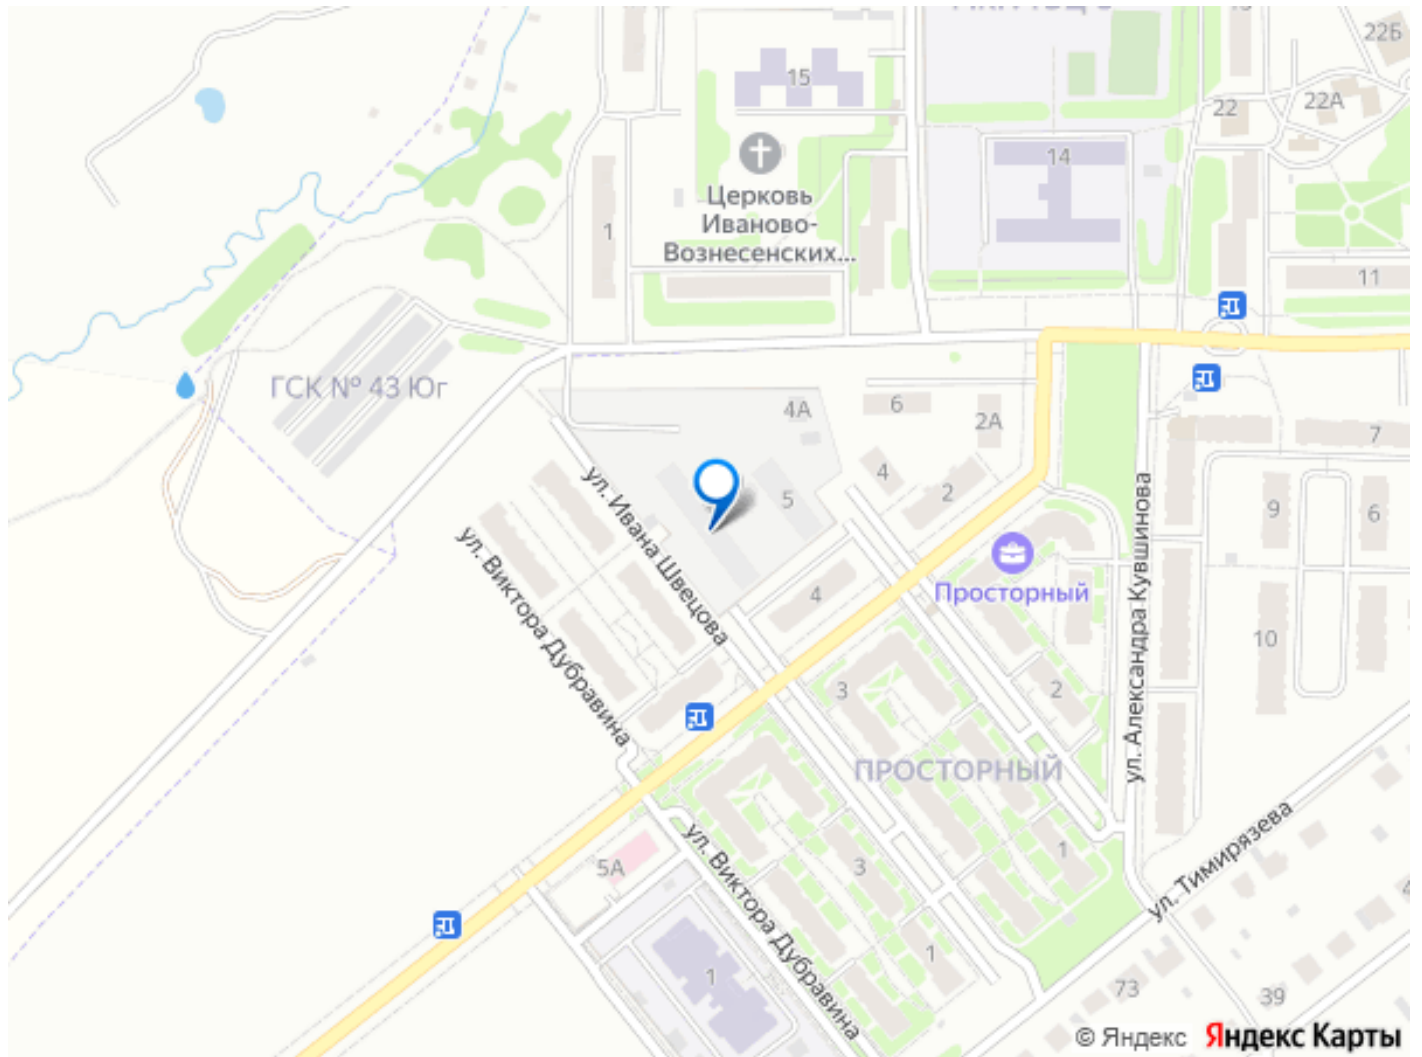 22Б
15
22А
22
14
Церковь
Иваново-
Вознесенских...
1
11
ГСК № 43 Юг
4А
6
2А
7
4
2
5
9
6
ул. Ивана Швецова
ул. Виктора Дубравина
ул. Александра Кувшинова
Просторный
4
10
3
2
ПРОСТОРНЫЙ
ул. Тимирязева
5А
ул. Виктора Дубравина
3
1
1
1
73
39
© Яндекс Яндекс Карты